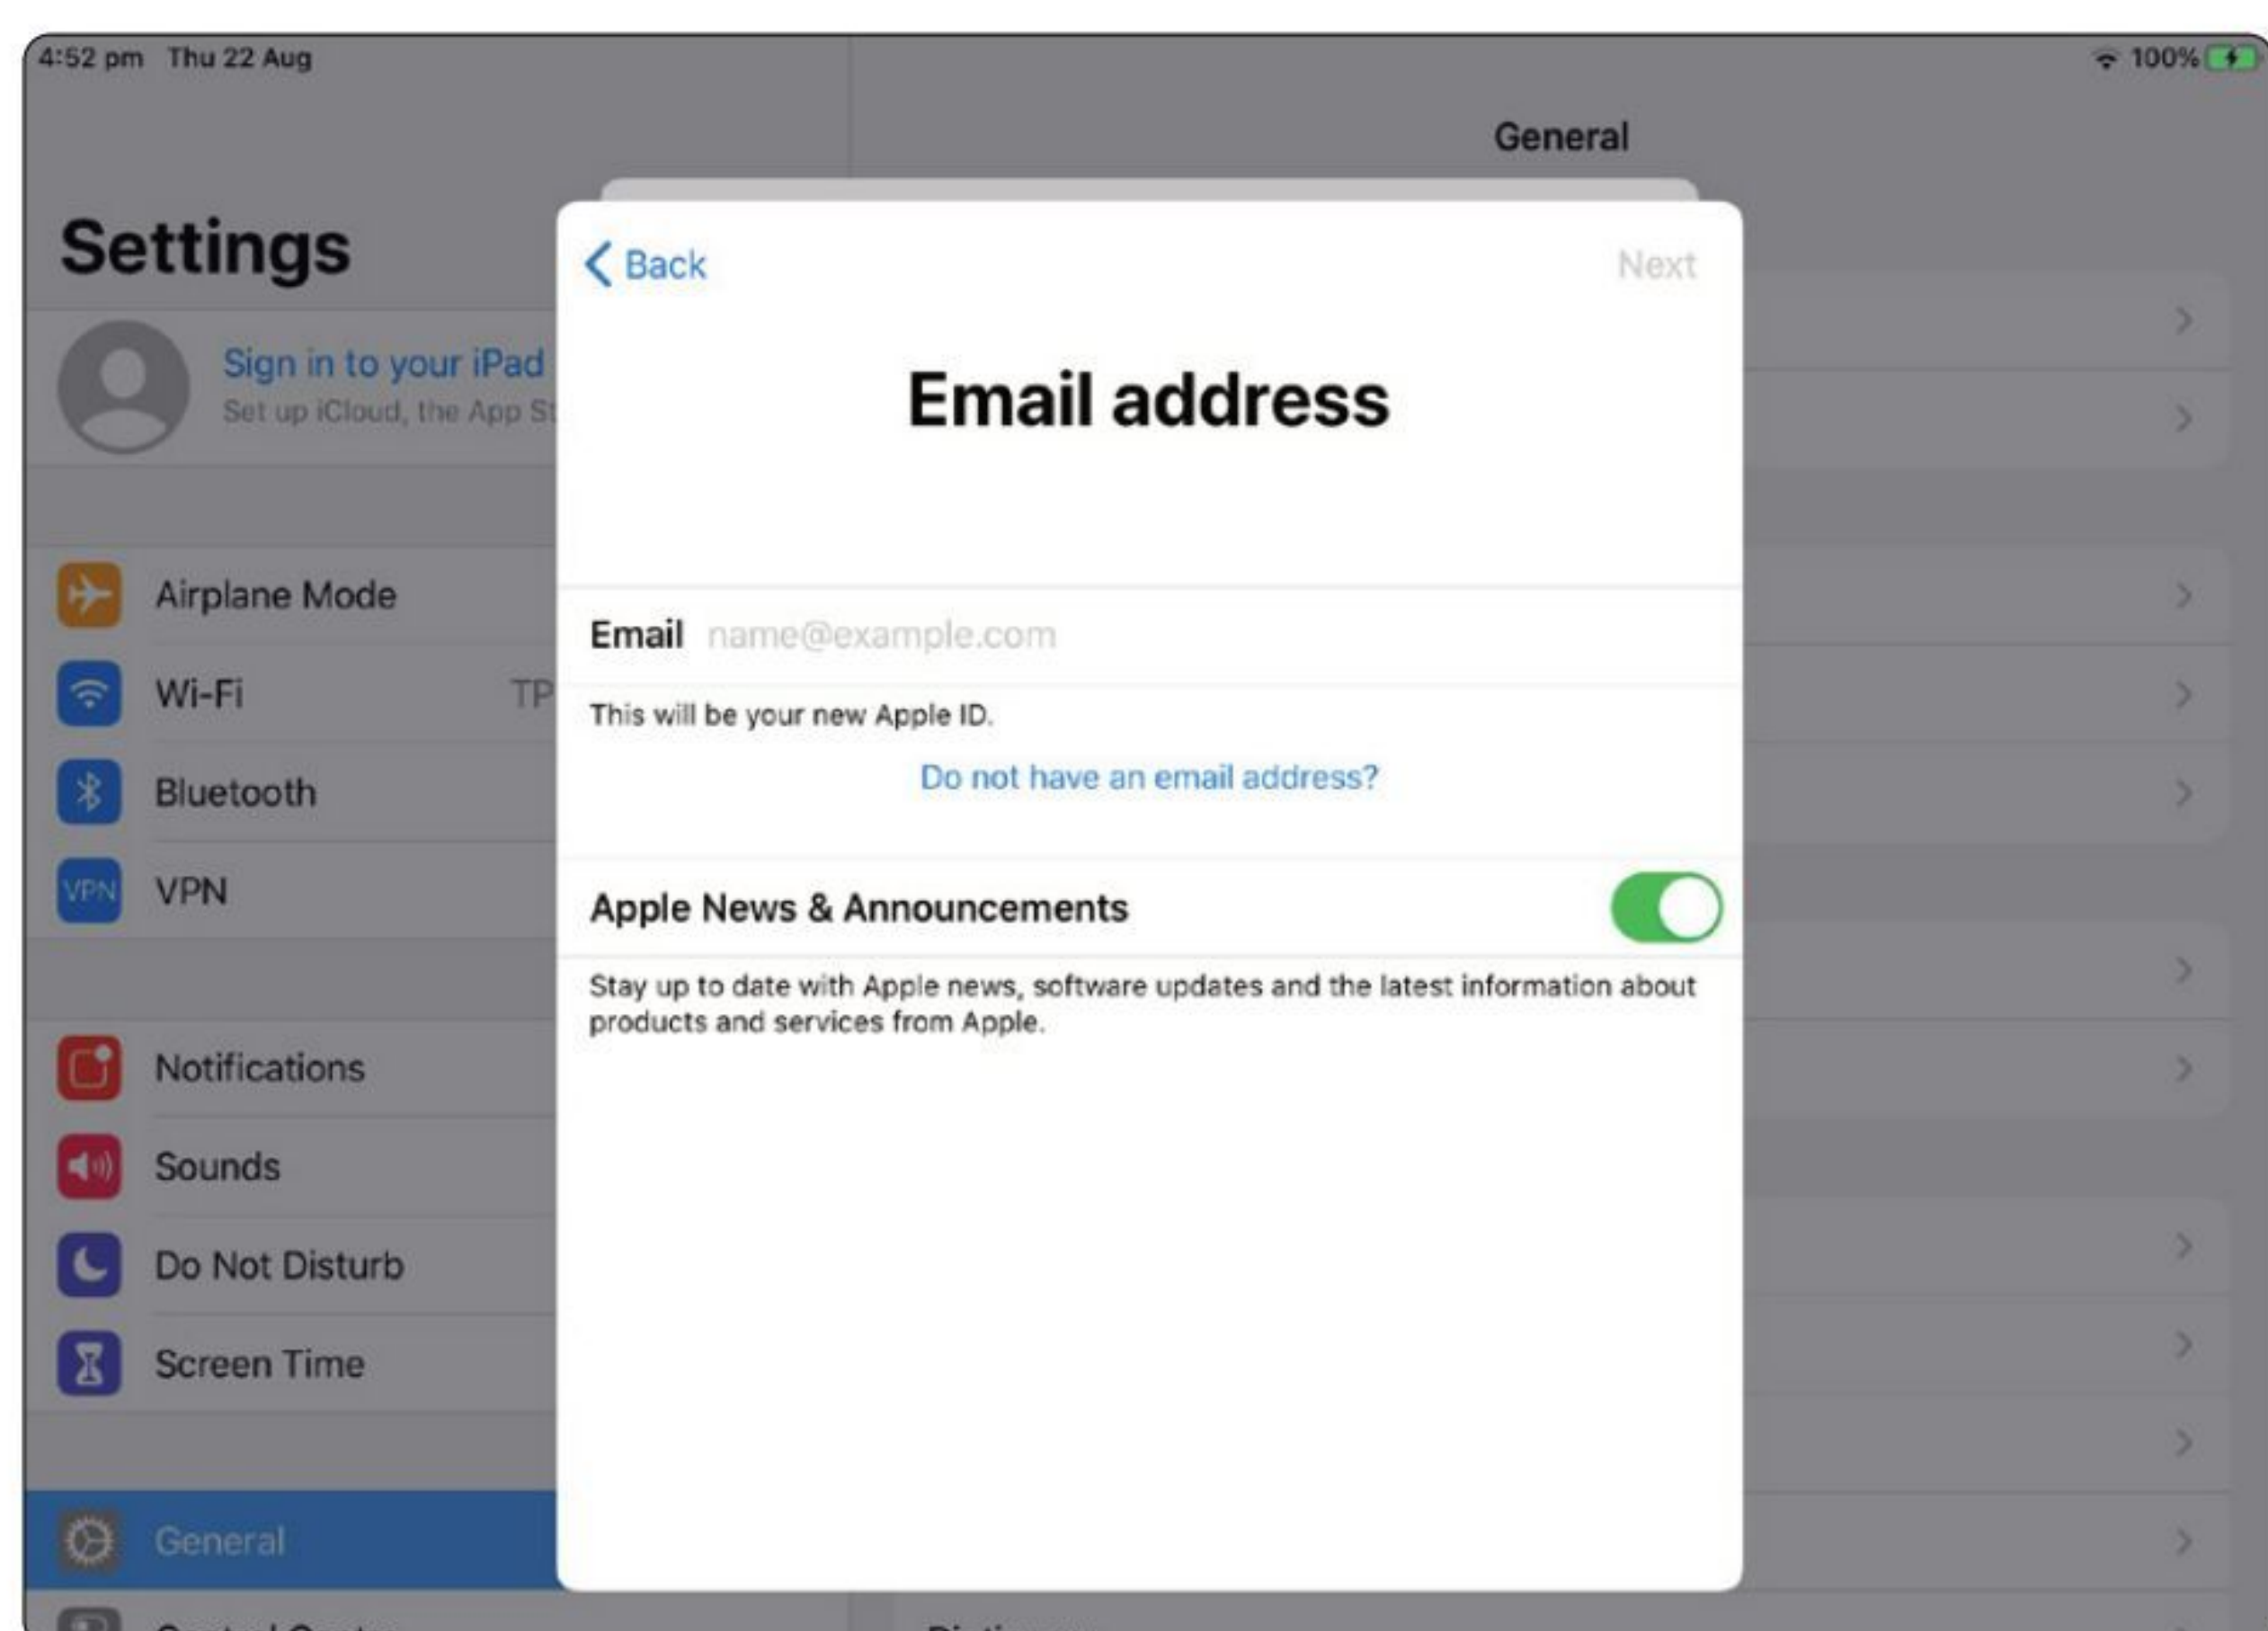 4:52 pm Thu 22 Aug
100%
General
Settings
Sign in to your iPad
Set up iCloud, the App
Airplane Mode
Wi-Fi TP
Bluetooth
VPN VPN
Notifications
Sounds
Do Not Disturb
Screen Time
General
Back Next
Email address
Email name@example.com
This will be your new Apple ID.
Do not have an email address?
Apple News & Announcements
Stay up to date with Apple news, software updates and the latest information about
products and services from Apple.